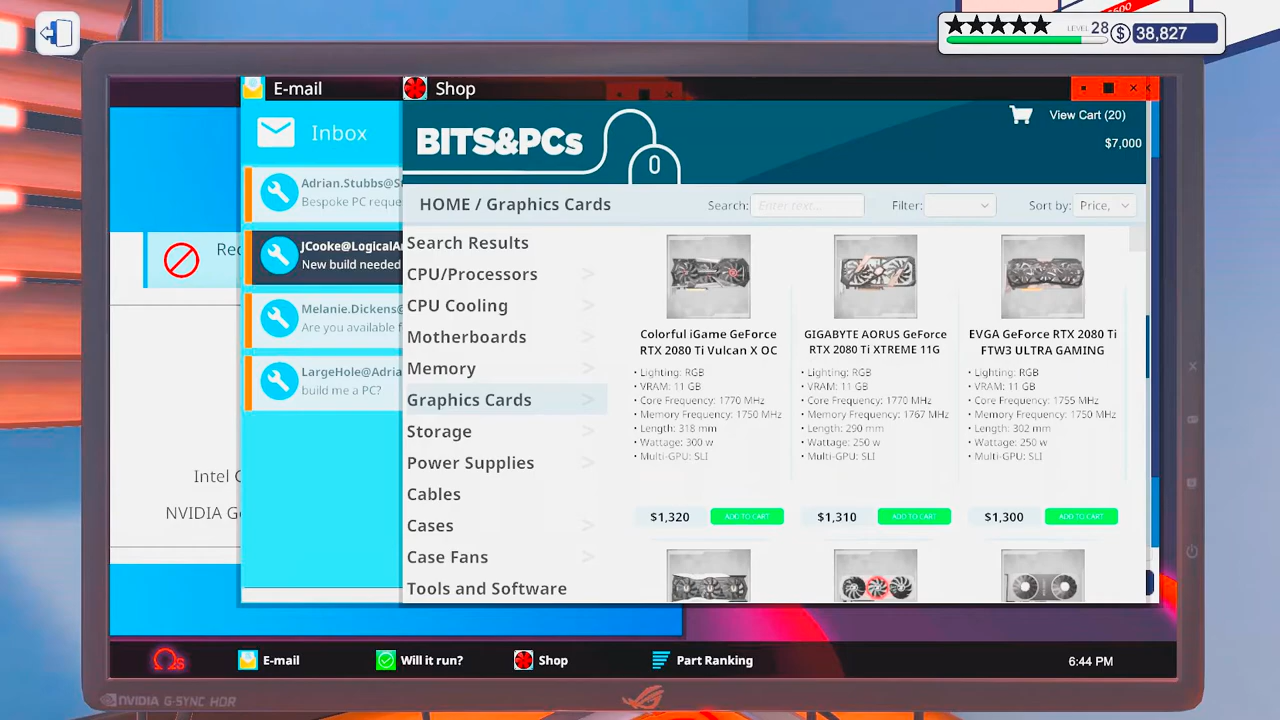 LEVEL 28 $ 38,827
E-mail
Shop
Inbox
BITS&PCs
View Cart (20)
$7,000
Adrian.Stubbs@S
Bespoke PC reque
HOME / Graphics Cards
Search: Enter text...
Filter:
Sort by: Price,
Rec
JCooke@LogicalA
New build needed
Melanie.Dickens@
Are you available f
LargeHole@Adria
build me a PC?
Intel C
NVIDIA Ge
Search Results
CPU/Processors
CPU Cooling
Motherboards
Memory
Graphics Cards
Storage
Power Supplies
Cables
Cases
Case Fans
Tools and Software
Colorful iGame GeForce
RTX 2080 Ti Vulcan X OC
• Lighting: RGB
• VRAM: 11 GB
• Core Frequency: 1770 MHz
• Memory Frequency: 1750 MHz
• Length: 318 mm
• Wattage: 300 w
• Multi-GPU: SLI
$1,320 ADD TO CART
GIGABYTE AORUS GeForce
RTX 2080 Ti XTREME 11G
• Lighting: RGB
• VRAM: 11 GB
• Core Frequency: 1770 MHz
• Memory Frequency: 1767 MHz
• Length: 290 mm
• Wattage: 250 w
• Multi-GPU: SLI
$1,310 ADD TO CART
EVGA GeForce RTX 2080 Ti
FTW3 ULTRA GAMING
• Lighting: RGB
• VRAM: 11 GB
• Core Frequency: 1755 MHz
• Memory Frequency: 1750 MHz
• Length: 302 mm
• Wattage: 250 w
• Multi-GPU: SLI
$1,300 ADD TO CART
E-mail
Will it run?
Shop
Part Ranking
6:44 PM
NVIDIA G-SYNC HDR